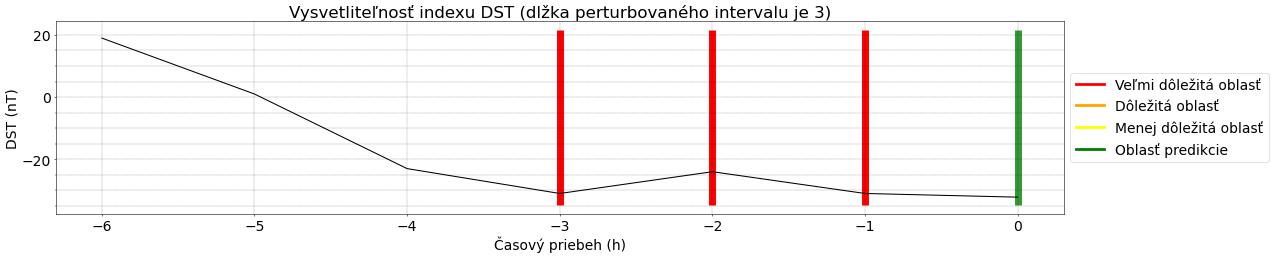 Vysvetliteľnosť indexu DST (dĺžka perturbovaného intervalu je 3)
DST (nT)
20
0
−20
−6 −5 −4 −3 −2 −1 0
Časový priebeh (h)
Veľmi dôležitá oblasť
Dôležitá oblasť
Menej dôležitá oblasť
Oblasť predikcie